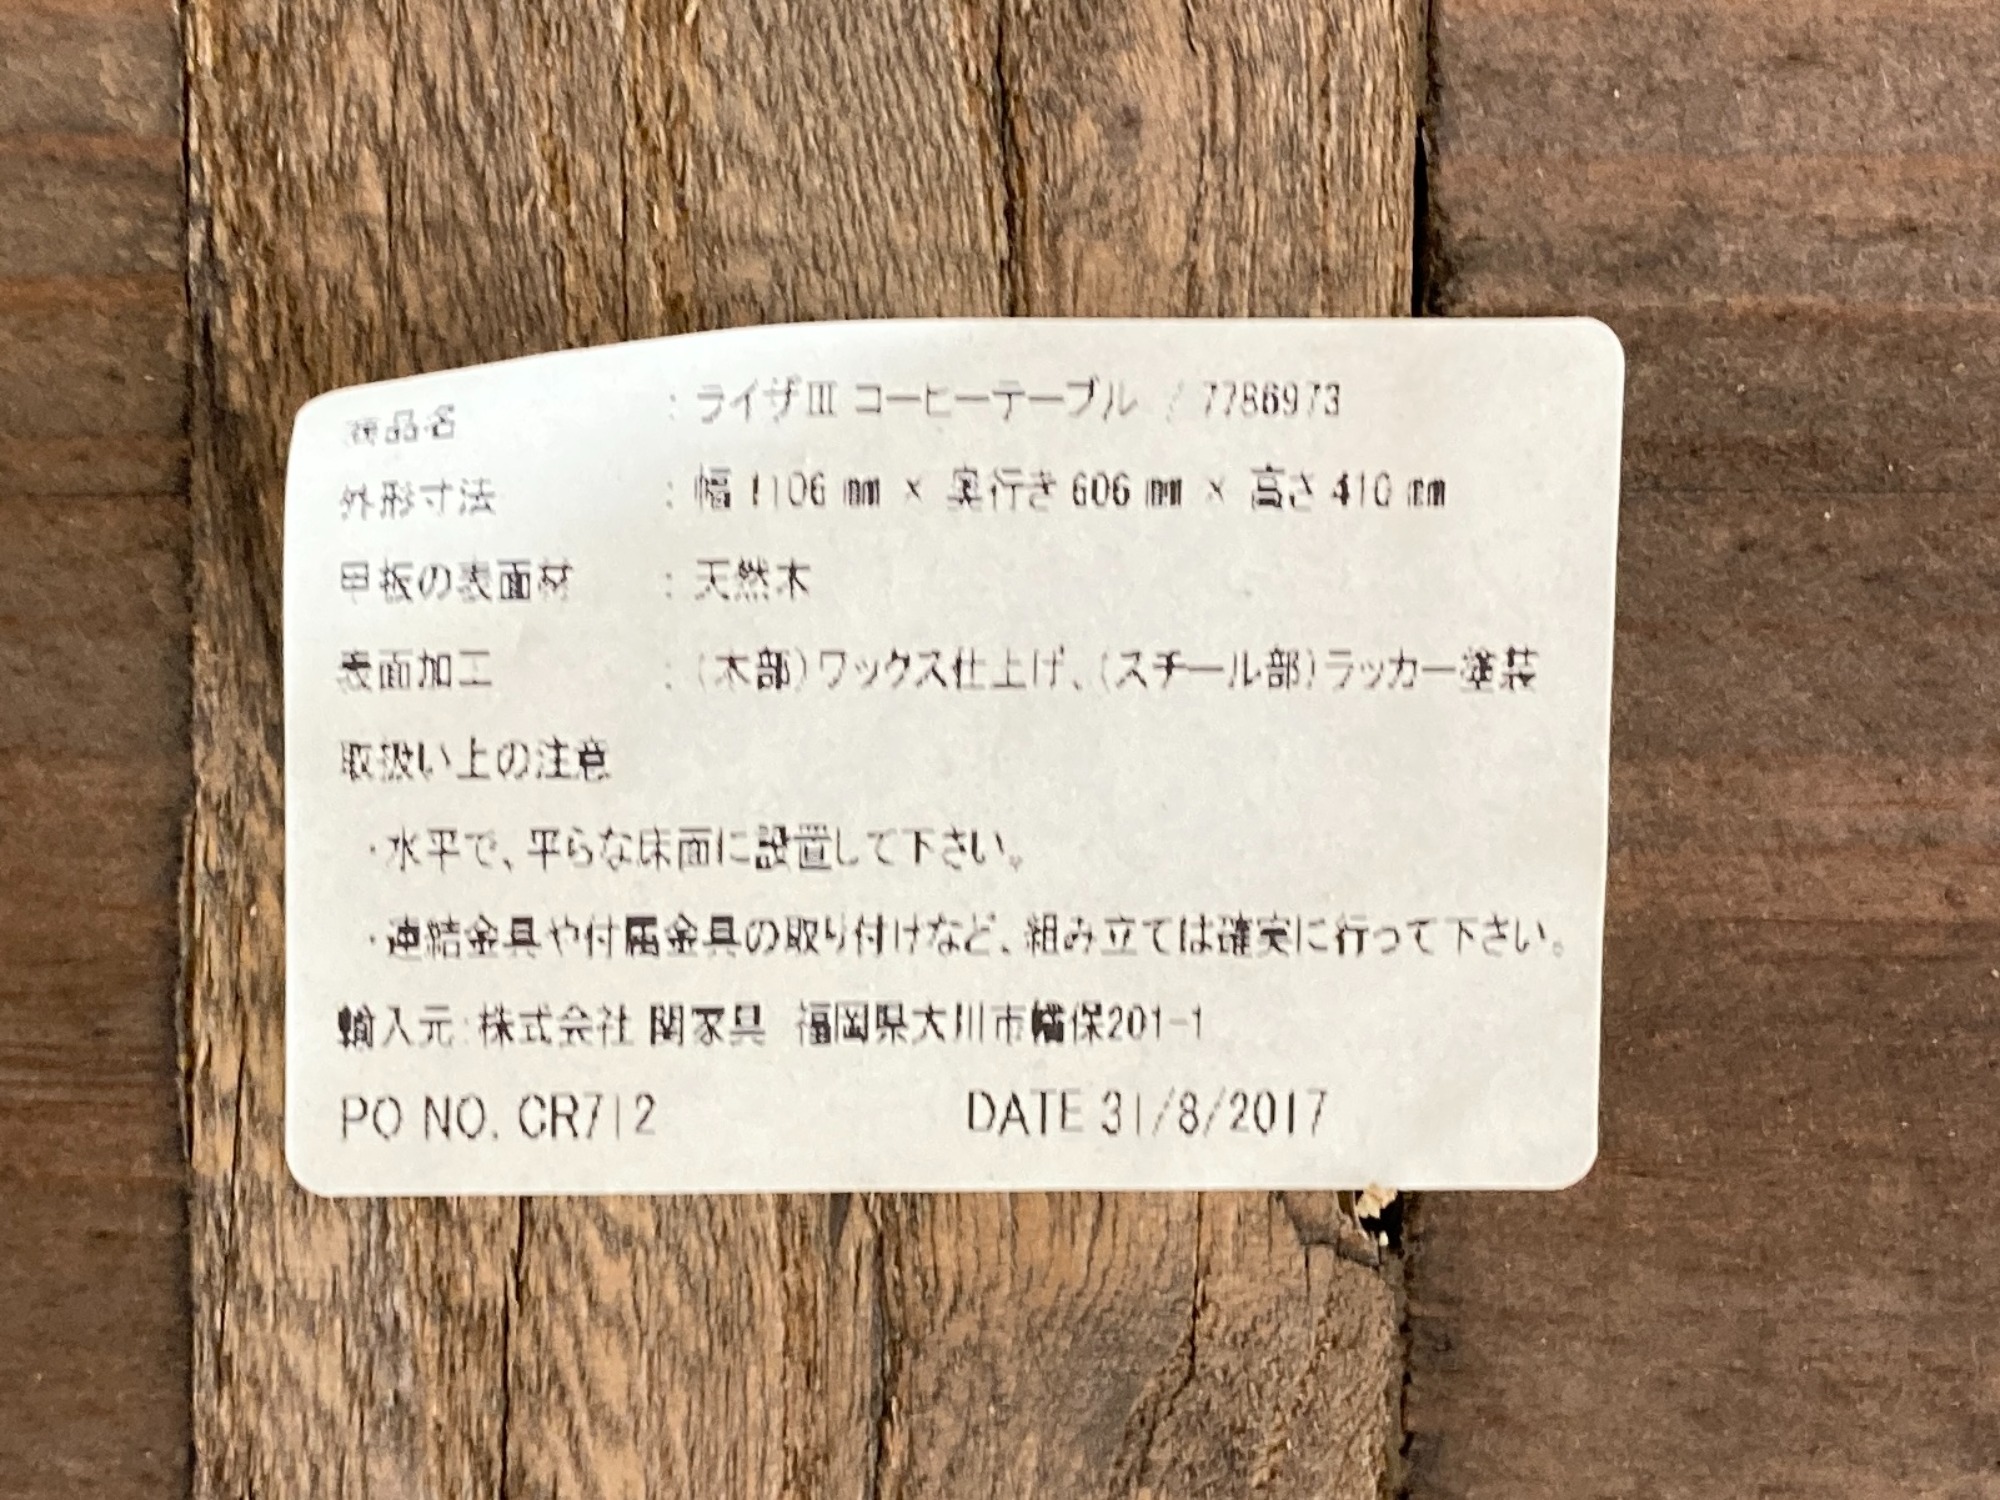 商品名 : ライザⅢ コーヒーテーブル / 7786973
外形寸法 : 幅 1106 mm × 奥行き 606 mm × 高さ 410 mm
甲板の表面材 : 天然木
表面加工 : (木部)ワックス仕上げ、(スチール部)ラッカー塗装
取扱い上の注意
・水平で、平らな床面に設置して下さい。
・連結金具や付属金具の取り付けなど、組み立ては確実に行って下さい。
輸入元:株式会社 関家具 福岡県大川市幡保201-1
PO NO. CR712 DATE 31/8/2017